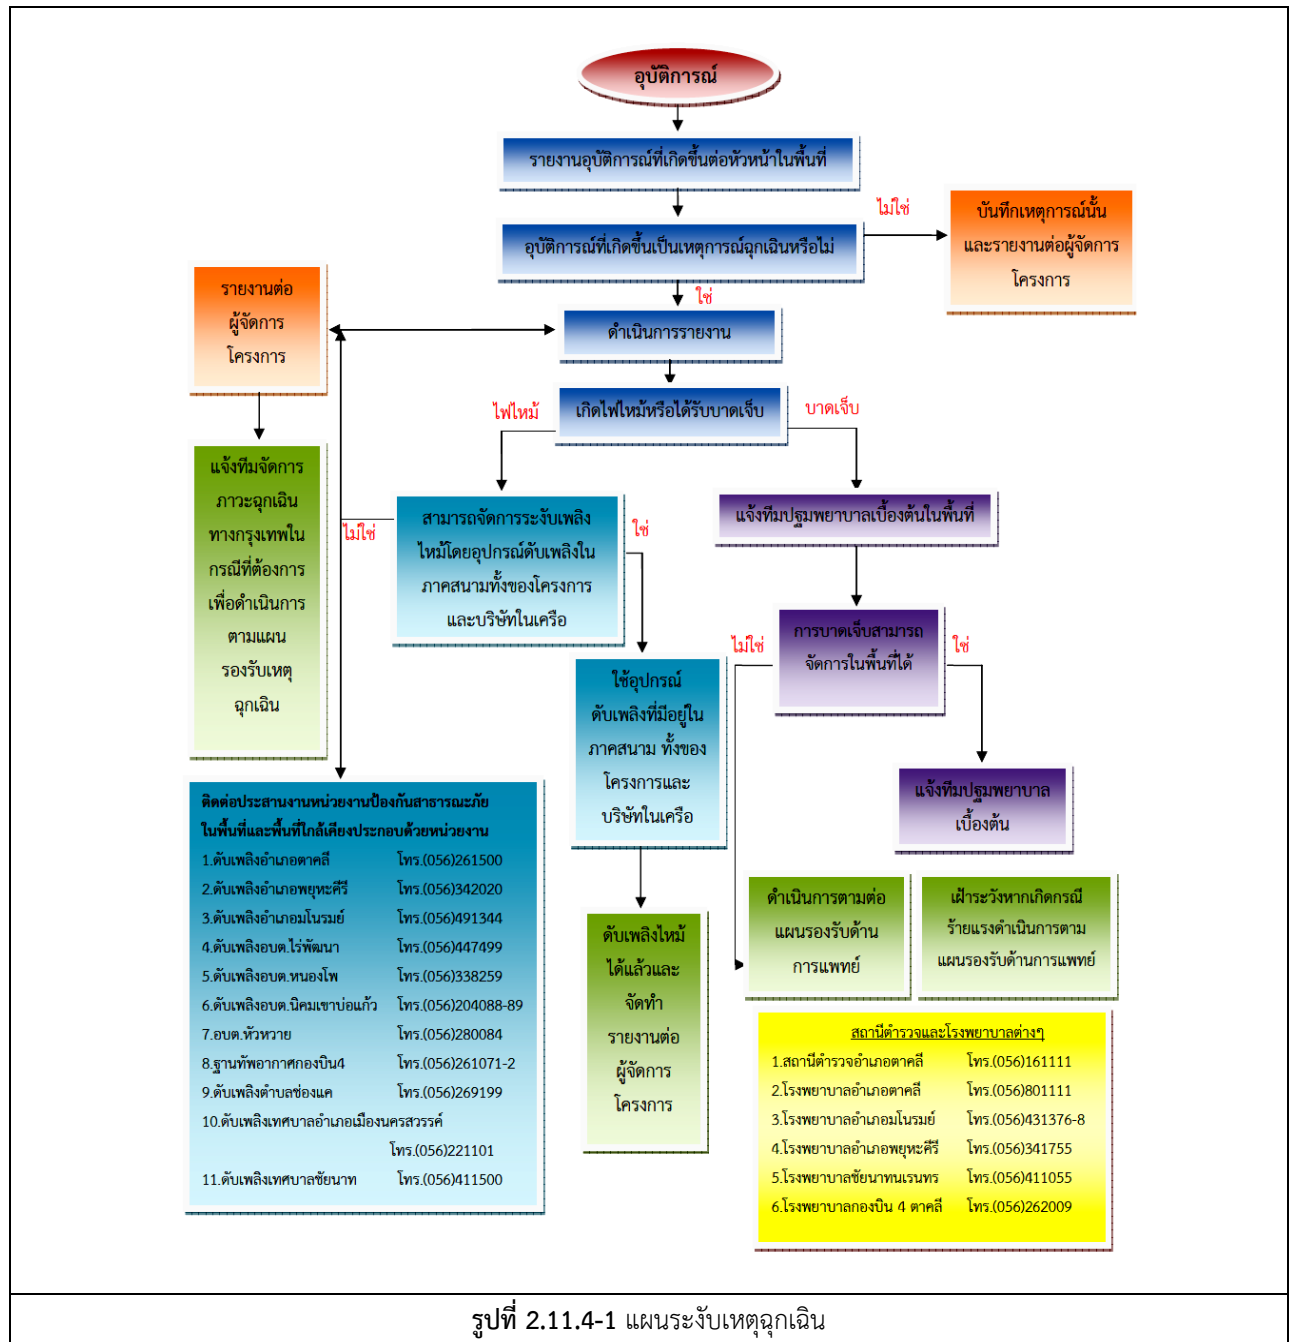 อุบัติการณ์
รายงานอุบัติการณ์ที่เกิดขึ้นต่อหัวหน้าในพื้นที่
อุบัติการณ์ที่เกิดขึ้นเป็นเหตุการณ์ฉุกเฉินหรือไม่
ไม่ใช่
บันทึกเหตุการณ์นั้น
และรายงานต่อผู้จัดการ
โครงการ
ใช่
ดำเนินการรายงาน
รายงานต่อ
ผู้จัดการ
โครงการ
เกิดไฟไหม้หรือได้รับบาดเจ็บ
ไฟไหม้
บาดเจ็บ
แจ้งทีมจัดการ
ภาวะฉุกเฉิน
ทางกรุงเทพใน
กรณีที่ต้องการ
เพื่อดำเนินการ
ตามแผน
รองรับเหตุ
ฉุกเฉิน
ไม่ใช่
สามารถจัดการระงับเพลิง
ไหม้โดยอุปกรณ์ดับเพลิงใน
ภาคสนามทั้งของโครงการ
และบริษัทในเครือ
ใช่
แจ้งทีมปฐมพยาบาลเบื้องต้นในพื้นที่
ไม่ใช่
การบาดเจ็บสามารถ
จัดการในพื้นที่ได้
ใช่
ใช้อุปกรณ์
ดับเพลิงที่มีอยู่ใน
ภาคสนาม ทั้งของ
โครงการและ
บริษัทในเครือ
แจ้งทีมปฐมพยาบาล
เบื้องต้น
ติดต่อประสานงานหน่วยงานป้องกันสาธารณะภัย
ในพื้นที่และพื้นที่ใกล้เคียงประกอบด้วยหน่วยงาน
1.ดับเพลิงอำเภอตาคลี โทร.(056)261500
2.ดับเพลิงอำเภอพยุหะคีรี โทร.(056)342020
3.ดับเพลิงอำเภอมโนรมย์ โทร.(056)491344
4.ดับเพลิงอบต.ไร่พัฒนา โทร.(056)447499
5.ดับเพลิงอบต.หนองโพ โทร.(056)338259
6.ดับเพลิงอบต.นิคมเขาบ่อแก้ว โทร.(056)204088-89
7.อบต.หัวหวาย โทร.(056)280084
8.ฐานทัพอากาศกองบิน4 โทร.(056)261071-2
9.ดับเพลิงตำบลช่องแค โทร.(056)269199
10.ดับเพลิงเทศบาลอำเภอเมืองนครสวรรค์
โทร.(056)221101
11.ดับเพลิงเทศบาลชัยนาท โทร.(056)411500
ดับเพลิงไหม้
ได้แล้วและ
จัดทำ
รายงานต่อ
ผู้จัดการ
โครงการ
ดำเนินการตามต่อ
แผนรองรับด้าน
การแพทย์
เฝ้าระวังหากเกิดกรณี
ร้ายแรงดำเนินการตาม
แผนรองรับด้านการแพทย์
สถานีตำรวจและโรงพยาบาลต่างๆ
1.สถานีตำรวจอำเภอตาคลี โทร.(056)161111
2.โรงพยาบาลอำเภอตาคลี โทร.(056)801111
3.โรงพยาบาลอำเภอมโนรมย์ โทร.(056)431376-8
4.โรงพยาบาลอำเภอพยุหะคีรี โทร.(056)341755
5.โรงพยาบาลชัยนาทนเรนทร โทร.(056)411055
6.โรงพยาบาลกองบิน 4 ตาคลี โทร.(056)262009
รูปที่ 2.11.4-1 แผนระงับเหตุฉุกเฉิน